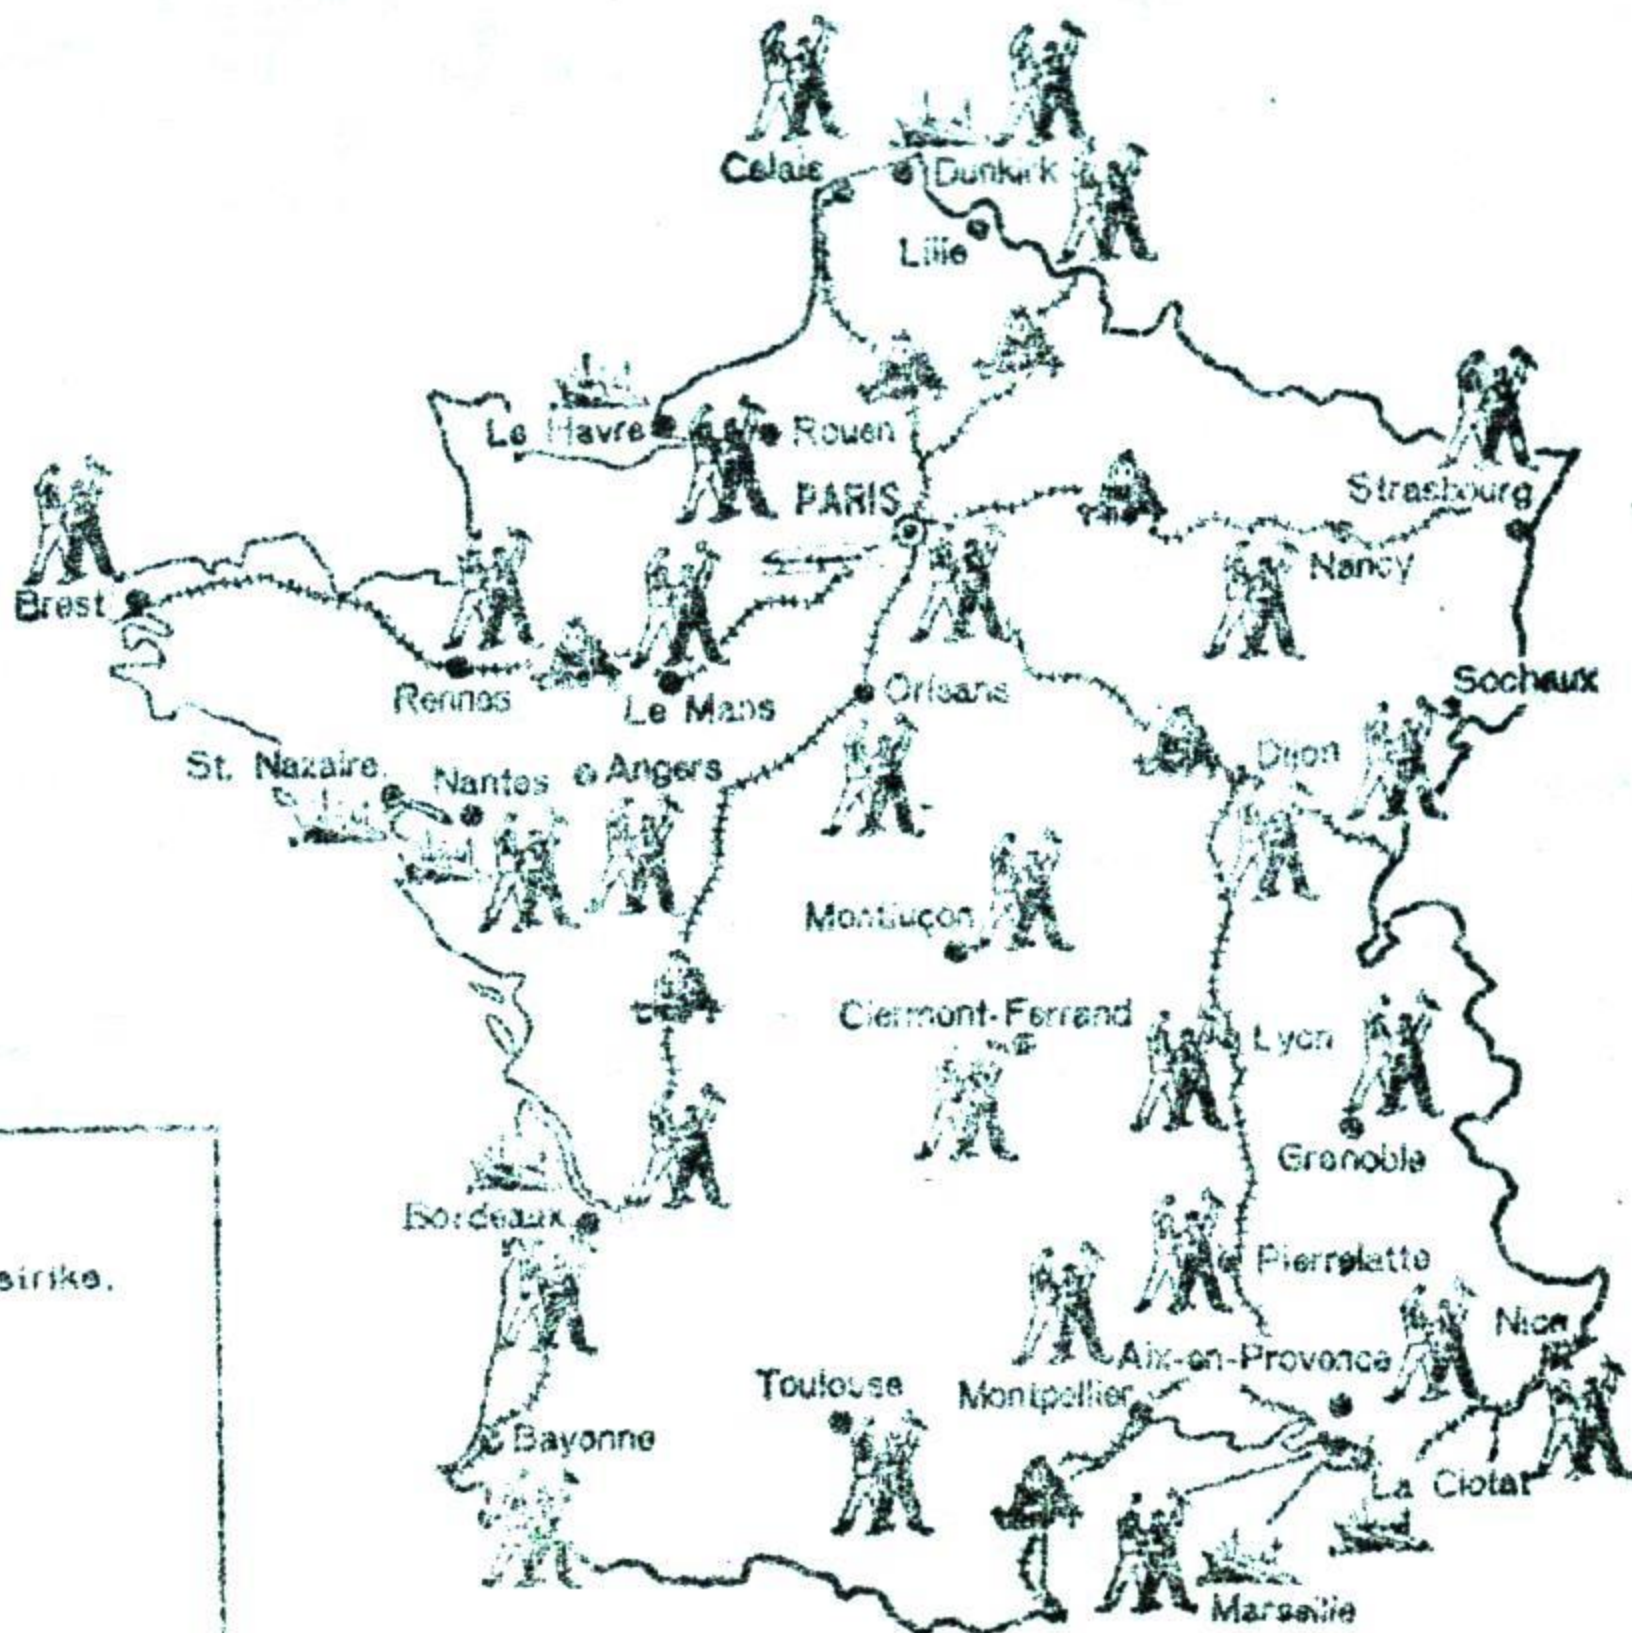 Calais
Dunkirk
Lille
Le Havre
Rouen
PARIS
Strasbourg
Nancy
Brest
Rennes
Le Mans
Orleans
Sochaux
St. Nazaire
Nantes
Angers
Dijon
Montluçon
Clermont-Ferrand
Lyon
Grenoble
Bordeaux
strike.
Pierrelatte
Nice
Aix-en-Provence
Toulouse
Montpellier
Bayonne
La Ciotat
Marseille